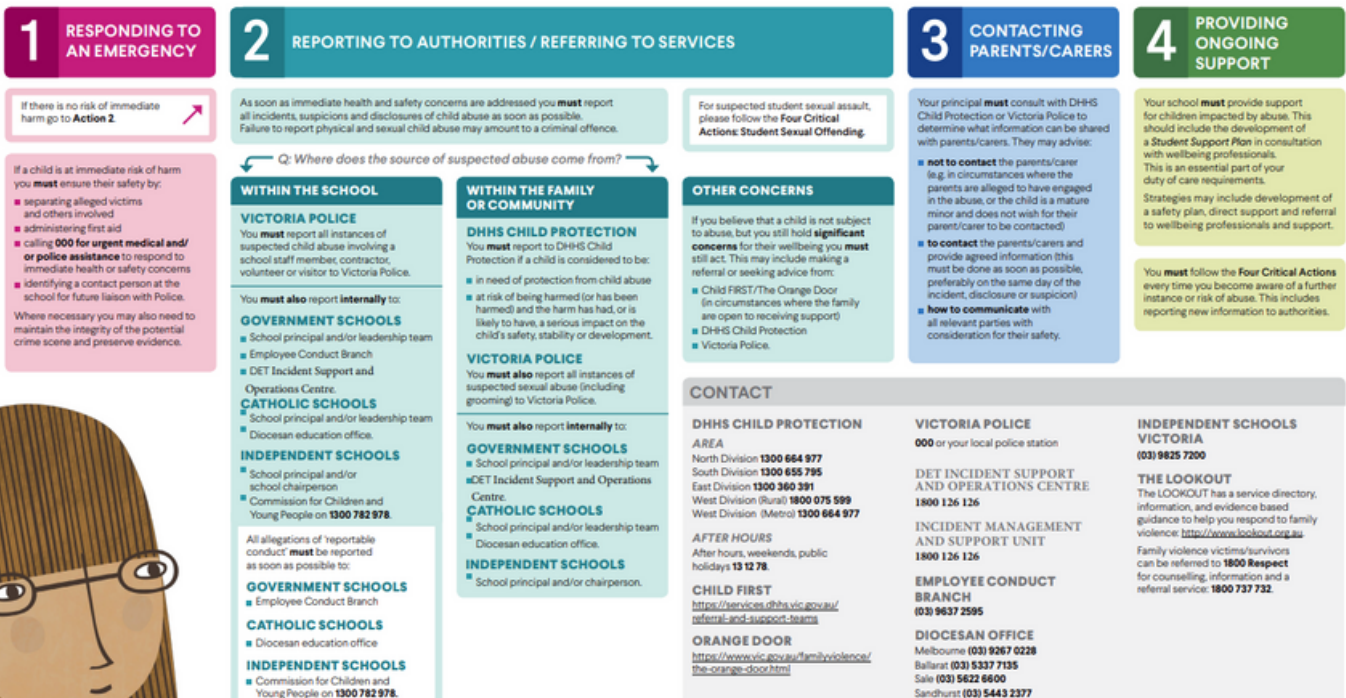 1
RESPONDING TO
AN EMERGENCY
If there is no risk of immediate
harm go to Action 2.
If a child is at immediate risk of harm
you must ensure their safety by:
separating alleged victims
and others involved
administering first aid
calling 000 for urgent medical and/
or police assistance to respond to
immediate health or safety concerns
identifying a contact person at the
school for future liaison with Police.
Where necessary you may also need to
maintain the integrity of the potential
crime scene and preserve evidence.
2
REPORTING TO AUTHORITIES / REFERRING TO SERVICES
As soon as immediate health and safety concerns are addressed you must report
all incidents, suspicions and disclosures of child abuse as soon as possible.
Failure to report physical and sexual child abuse may amount to a criminal offence.
For suspected student sexual assault,
please follow the Four Critical
Actions: Student Sexual Offending.
Q: Where does the source of suspected abuse come from?
WITHIN THE SCHOOL
VICTORIA POLICE
You must report all instances of
suspected child abuse involving a
school staff member, contractor,
volunteer or visitor to Victoria Police.
You must also report internally to:
GOVERNMENT SCHOOLS
School principal and/or leadership team
Employee Conduct Branch
DET Incident Support and
Operations Centre.
CATHOLIC SCHOOLS
School principal and/or leadership team
Diocesan education office.
INDEPENDENT SCHOOLS
School principal and/or
school chairperson
Commission for Children and
Young People on 1300 782 978.
All allegations of 'reportable
conduct' must be reported
as soon as possible to:
GOVERNMENT SCHOOLS
Employee Conduct Branch
CATHOLIC SCHOOLS
Diocesan education office
INDEPENDENT SCHOOLS
Commission for Children and
Young People on 1300 782 978.
WITHIN THE FAMILY
OR COMMUNITY
DHHS CHILD PROTECTION
You must report to DHHS Child
Protection if a child is considered to be:
in need of protection from child abuse
at risk of being harmed (or has been
harmed) and the harm has had, or is
likely to have, a serious impact on the
child's safety, stability or development.
VICTORIA POLICE
You must also report all instances of
suspected sexual abuse (including
grooming) to Victoria Police.
You must also report internally to:
GOVERNMENT SCHOOLS
School principal and/or leadership team
DET Incident Support and Operations
Centre.
CATHOLIC SCHOOLS
School principal and/or leadership team
Diocesan education office.
INDEPENDENT SCHOOLS
School principal and/or chairperson.
OTHER CONCERNS
If you believe that a child is not subject
to abuse, but you still hold significant
concerns for their wellbeing you must
still act. This may include making a
referral or seeking advice from:
Child FIRST/The Orange Door
(in circumstances where the family
are open to receiving support)
DHHS Child Protection
Victoria Police.
3
CONTACTING
PARENTS/CARERS
Your principal must consult with DHHS
Child Protection or Victoria Police to
determine what information can be shared
with parents/carers. They may advise:
not to contact the parents/carer
(e.g. in circumstances where the
parents are alleged to have engaged
in the abuse, or the child is a mature
minor and does not wish for their
parent/carer to be contacted)
to contact the parents/carers and
provide agreed information (this
must be done as soon as possible,
preferably on the same day of the
incident, disclosure or suspicion)
how to communicate with
all relevant parties with
consideration for their safety.
4
PROVIDING
ONGOING
SUPPORT
Your school must provide support
for children impacted by abuse. This
should include the development of
a Student Support Plan in consultation
with wellbeing professionals.
This is an essential part of your
duty of care requirements.
Strategies may include development of
a safety plan, direct support and referral
to wellbeing professionals and support.
You must follow the Four Critical Actions
every time you become aware of a further
instance or risk of abuse. This includes
reporting new information to authorities.
CONTACT
DHHS CHILD PROTECTION
AREA
North Division 1300 664 977
South Division 1300 655 795
East Division 1300 360 391
West Division (Rural) 1800 075 599
West Division (Metro) 1300 664 977
AFTER HOURS
After hours, weekends, public
holidays 13 12 78.
CHILD FIRST
https://services.dhhs.vic.gov.au/
referral-and-support-teams
ORANGE DOOR
https://www.vic.gov.au/familyviolence/
the-orange-door.html
VICTORIA POLICE
000 or your local police station
DET INCIDENT SUPPORT
AND OPERATIONS CENTRE
1800 126 126
INCIDENT MANAGEMENT
AND SUPPORT UNIT
1800 126 126
EMPLOYEE CONDUCT
BRANCH
(03) 9637 2595
DIOCESAN OFFICE
Melbourne (03) 9267 0228
Ballarat (03) 5337 7135
Sale (03) 5622 6600
Sandhurst (03) 5443 2377
INDEPENDENT SCHOOLS
VICTORIA
(03) 9825 7200
THE LOOKOUT
The LOOKOUT has a service directory,
information, and evidence based
guidance to help you respond to family
violence: http://www.lookout.org.au.
Family violence victims/survivors
can be referred to 1800 Respect
for counselling, information and a
referral service: 1800 737 732.